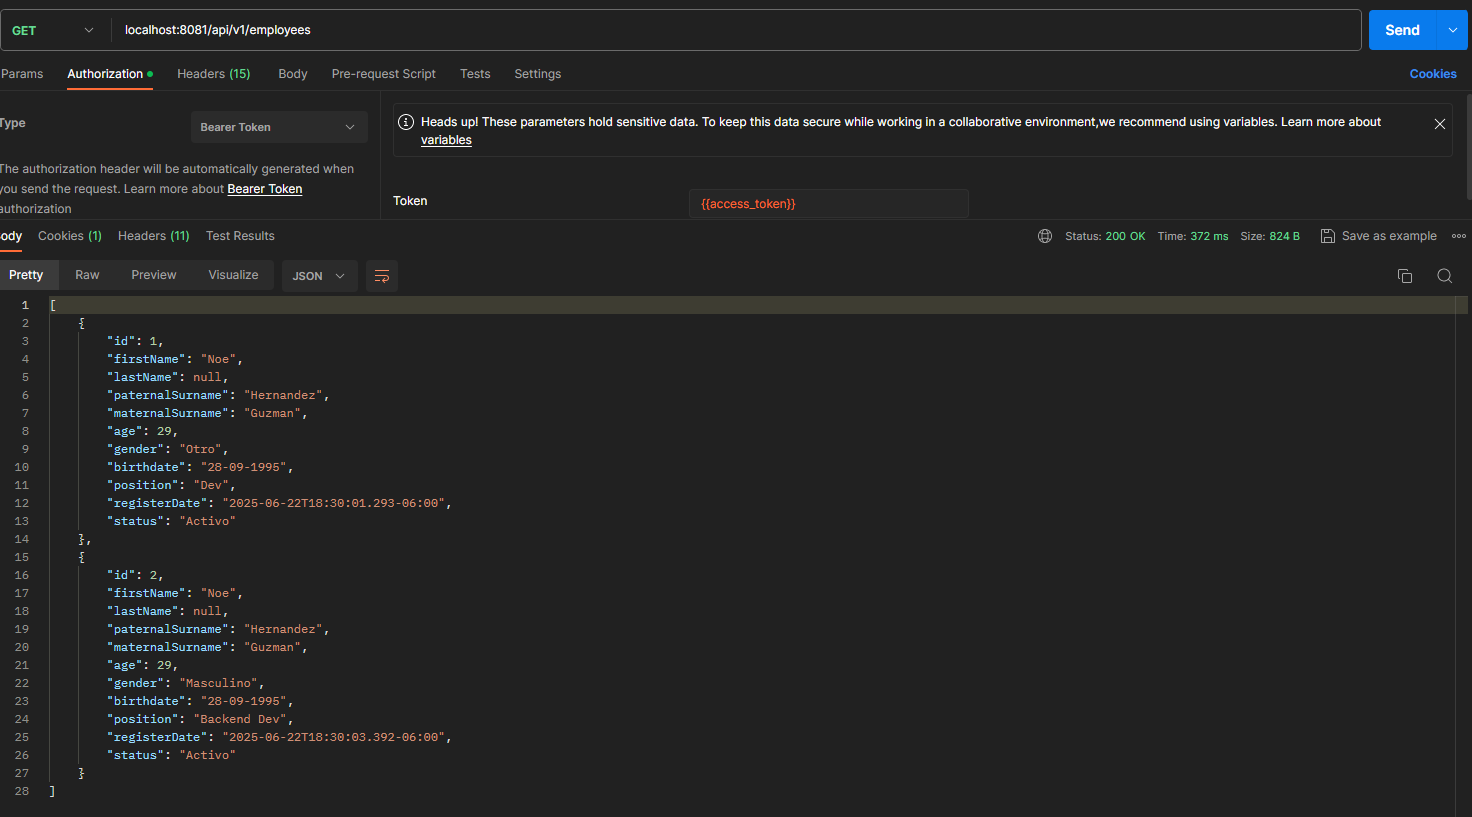 GET localhost:8081/api/v1/employees Send
Params Authorization Headers (15) Body Pre-request Script Tests Settings Cookies
Type Bearer Token
The authorization header will be automatically generated when
you send the request. Learn more about Bearer Token
authorization
Heads up! These parameters hold sensitive data. To keep this data secure while working in a collaborative environment,we recommend using variables. Learn more about
variables
Token {{access_token}}
ody Cookies (1) Headers (11) Test Results Status: 200 OK Time: 372 ms Size: 824 B Save as example
Pretty Raw Preview Visualize JSON
1 [
2 {
3 "id": 1,
4 "firstName": "Noe",
5 "lastName": null,
6 "paternalSurname": "Hernandez",
7 "maternalSurname": "Guzman",
8 "age": 29,
9 "gender": "Otro",
10 "birthdate": "28-09-1995",
11 "position": "Dev",
12 "registerDate": "2025-06-22T18:30:01.293-06:00",
13 "status": "Activo"
14 },
15 {
16 "id": 2,
17 "firstName": "Noe",
18 "lastName": null,
19 "paternalSurname": "Hernandez",
20 "maternalSurname": "Guzman",
21 "age": 29,
22 "gender": "Masculino",
23 "birthdate": "28-09-1995",
24 "position": "Backend Dev",
25 "registerDate": "2025-06-22T18:30:03.392-06:00",
26 "status": "Activo"
27 }
28 ]